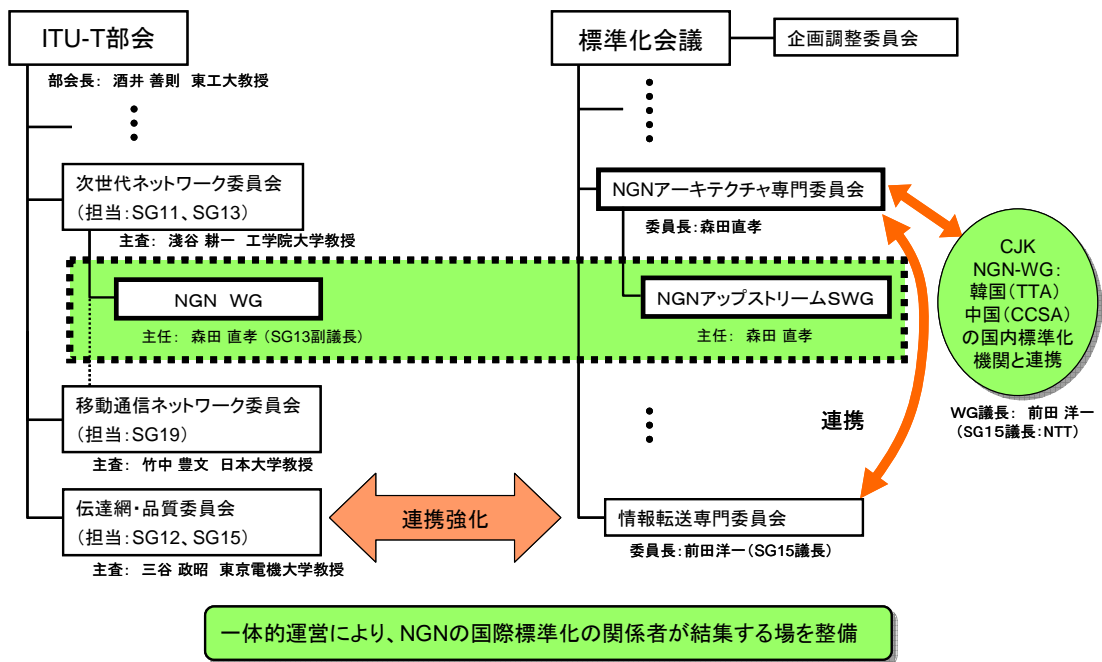 ITU-T部会
部会長： 酒井 善則 東工大教授
次世代ネットワーク委員会
（担当：SG11、SG13）
主査： 淺谷 耕一 工学院大学教授
NGN WG
主任： 森田 直孝（SG13副議長）
移動通信ネットワーク委員会
（担当：SG19）
主査： 竹中 豊文 日本大学教授
伝達網・品質委員会
（担当：SG12、SG15）
主査： 三谷 政昭 東京電機大学教授
連携強化
標準化会議
企画調整委員会
NGNアーキテクチャ専門委員会
委員長：森田直孝
NGNアップストリームSWG
主任： 森田 直孝
連携
情報転送専門委員会
委員長：前田洋一（SG15議長）
CJK
NGN-WG：
韓国（TTA）
中国（CCSA）
の国内標準化
機関と連携
WG議長： 前田 洋一
（SG15議長：NTT）
一体的運営により、NGNの国際標準化の関係者が結集する場を整備